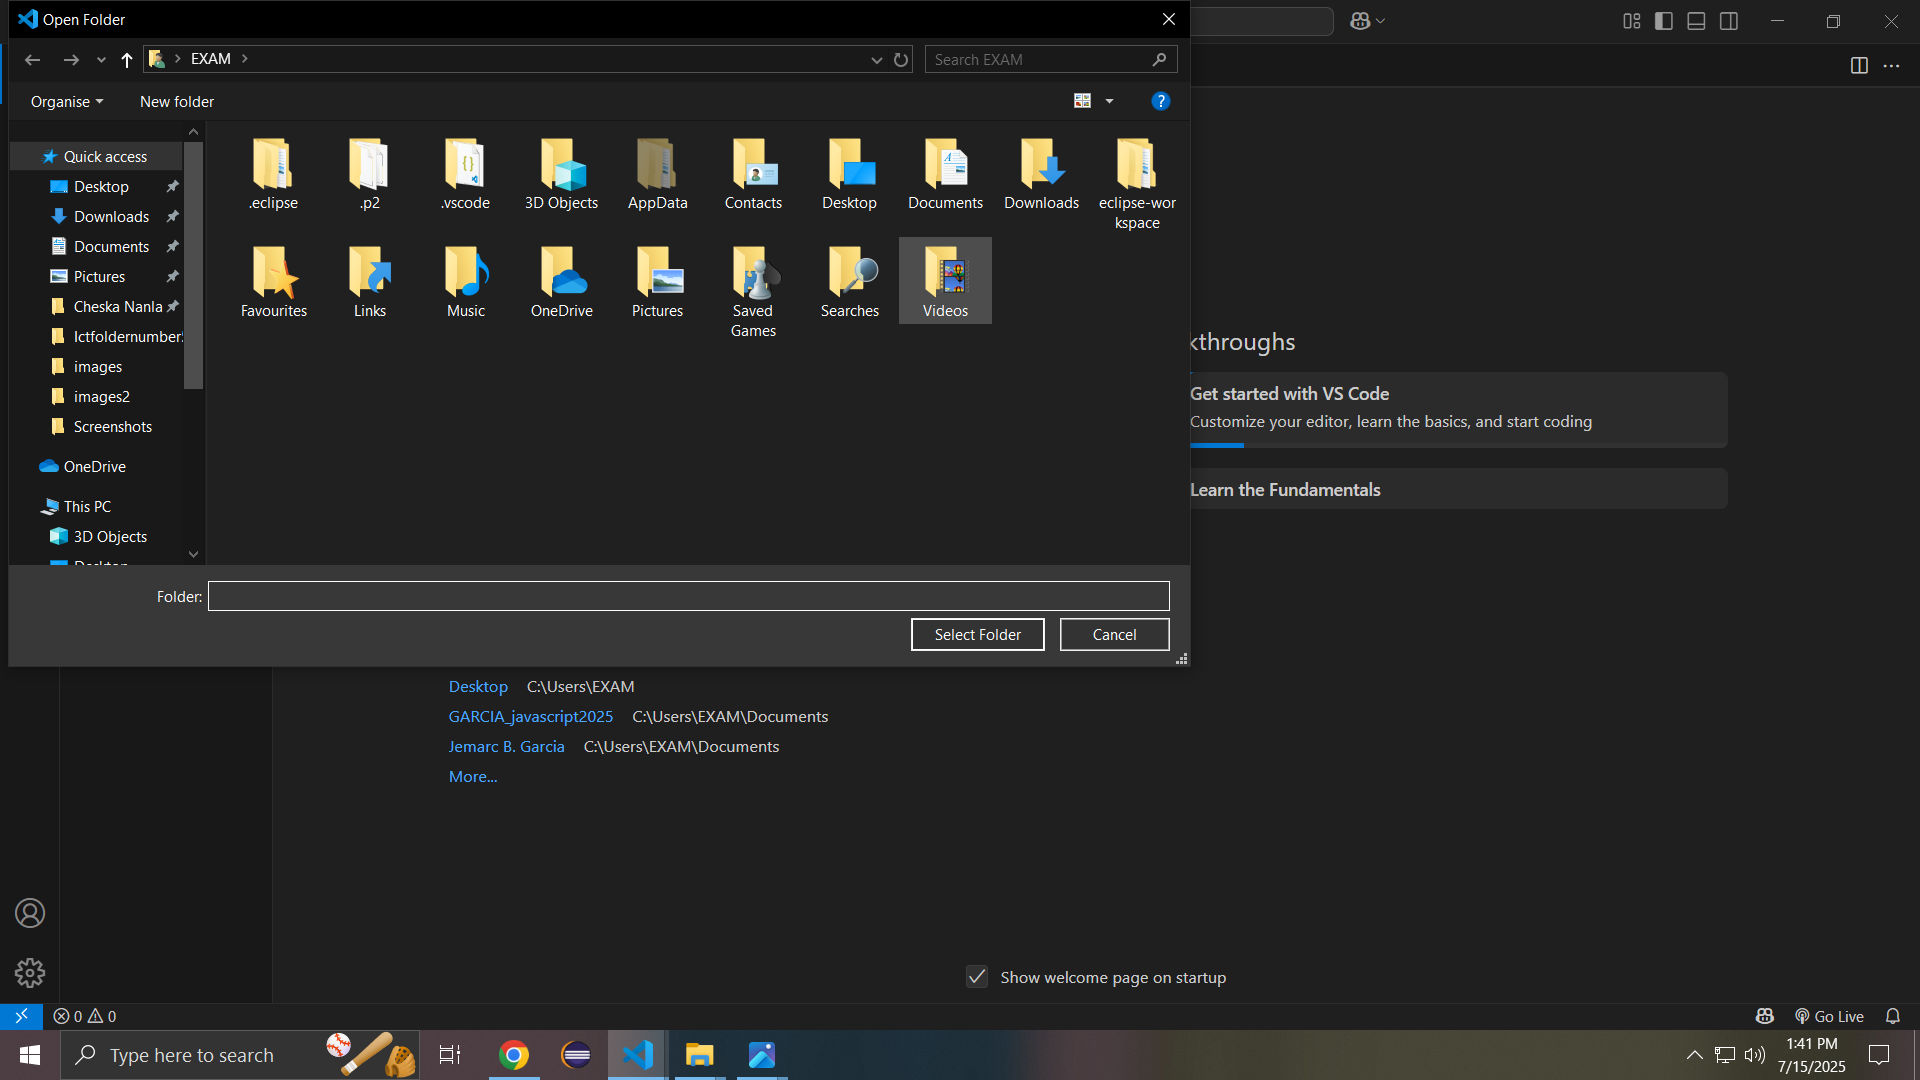 Open Folder
EXAM
Search EXAM
Organise
New folder
?
Quick access
Desktop
Downloads
Documents
Pictures
Cheska Nanla
Ictfoldernumber
images
images2
Screenshots
OneDrive
This PC
3D Objects
Desktop
.eclipse
.p2
.vscode
3D Objects
AppData
Contacts
Desktop
Documents
Downloads
eclipse-wor
kspace
Favourites
Links
Music
OneDrive
Pictures
Saved
Games
Searches
Videos
Folder:
Select Folder
Cancel
kthroughs
Get started with VS Code
Customize your editor, learn the basics, and start coding
Learn the Fundamentals
Desktop C:\Users\EXAM
GARCIA_javascript2025 C:\Users\EXAM\Documents
Jemarc B. Garcia C:\Users\EXAM\Documents
More...
Show welcome page on startup
0 0
Go Live
Type here to search
1:41 PM
7/15/2025